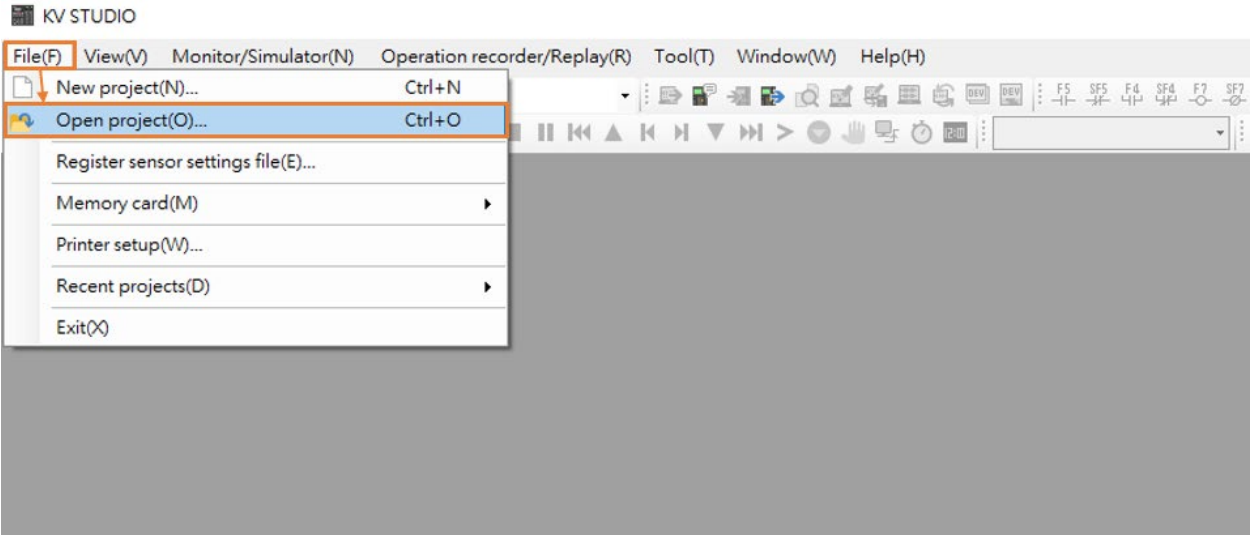 KV STUDIO
File(F) View(V) Monitor/Simulator(N) Operation recorder/Replay(R) Tool(T) Window(W) Help(H)
New project(N)... Ctrl+N
Open project(O)... Ctrl+O
Register sensor settings file(E)...
Memory card(M)
Printer setup(W)...
Recent projects(D)
Exit(X)
DEV DEV F5 SF5 F4 SF4 F7 SF7